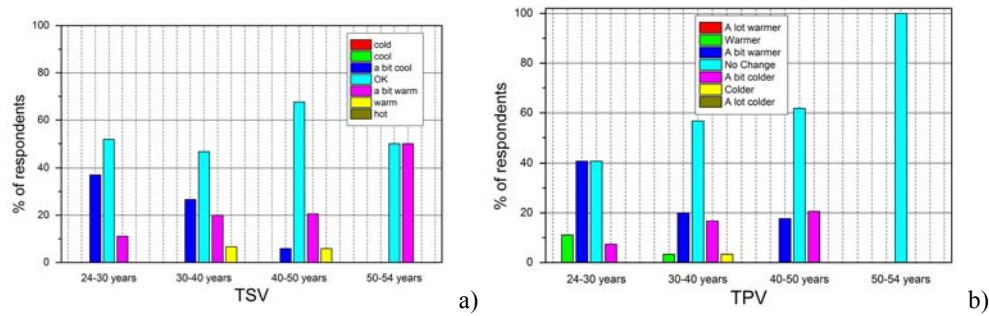 % of respondents
100
80
60
40
20
0
cold
cool
a bit cool
OK
a bit warm
warm
hot
24-30 years 30-40 years 40-50 years 50-54 years
TSV
a)
% of respondents
100
80
60
40
20
0
A lot warmer
Warmer
A bit warmer
No Change
A bit colder
Colder
A lot colder
24-30 years 30-40 years 40-50 years 50-54 years
TPV
b)